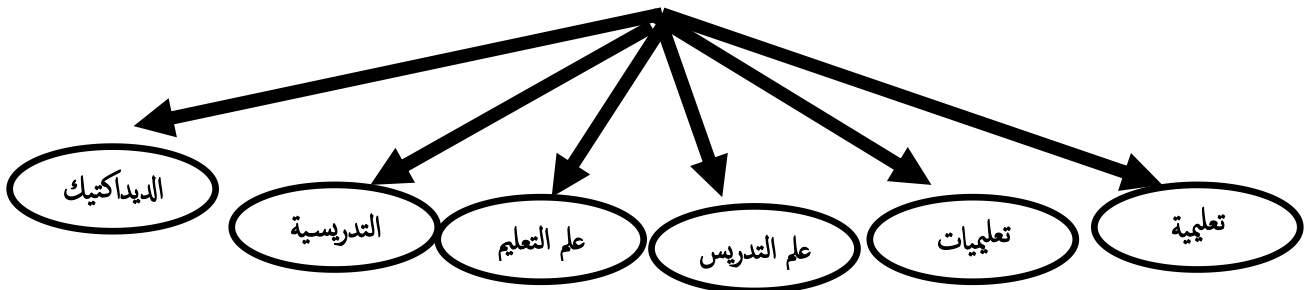 تعليمية
تعليميات
علم التدريس
علم التعليم
التدريسية
الديداكتيك